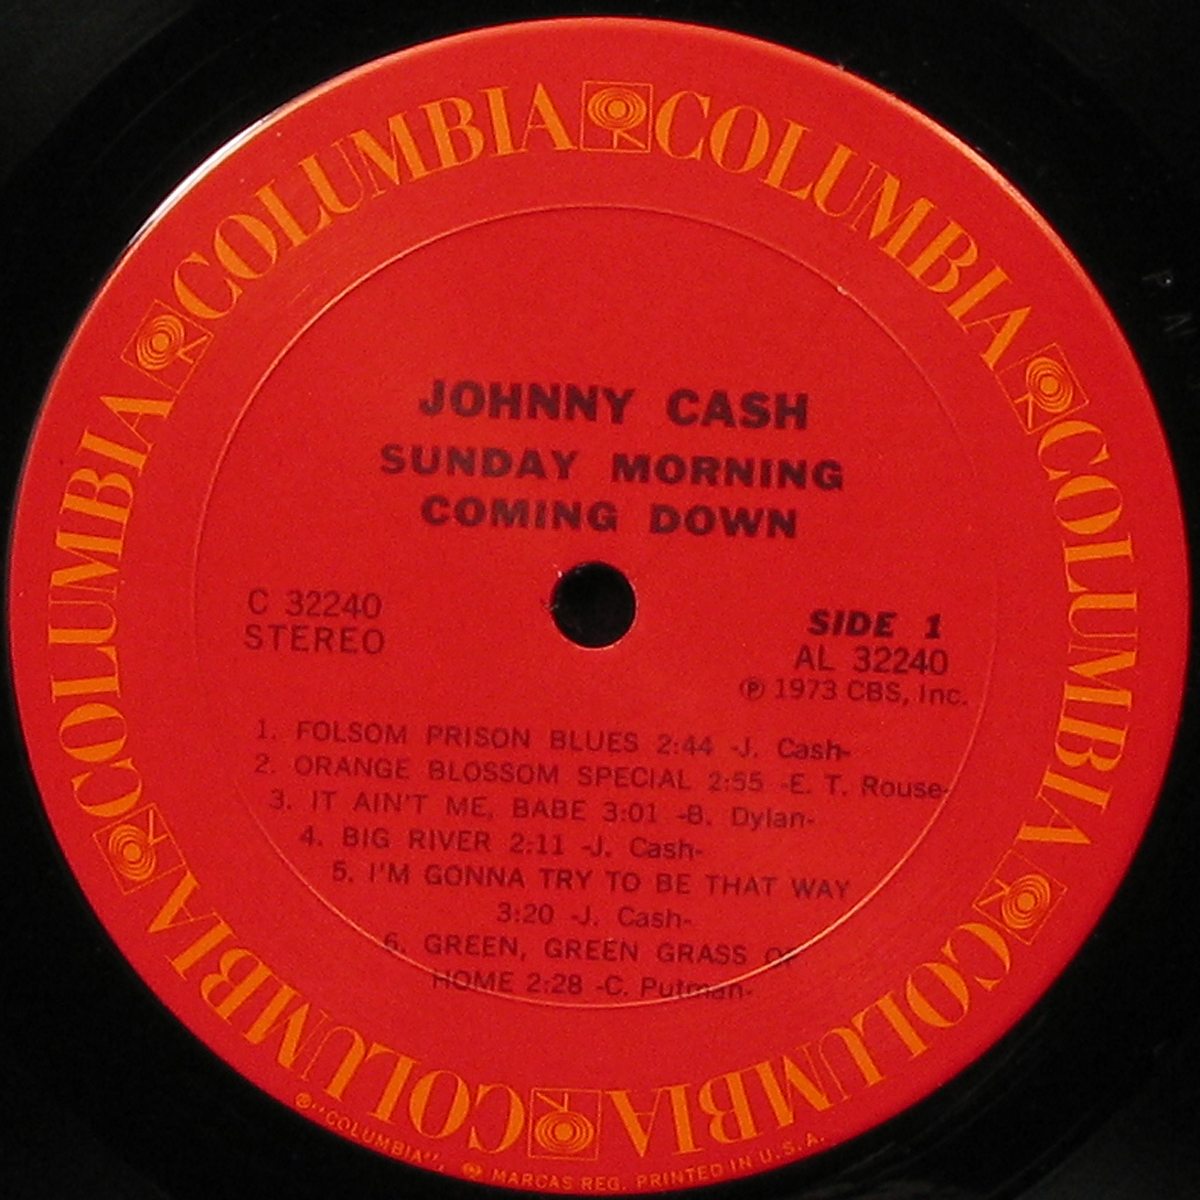 COLUMBIA COLUMBIA COLUMBIA COLUMBIA COLUMBIA COLUMBIA
JOHNNY CASH
SUNDAY MORNING
COMING DOWN
C 32240
STEREO
SIDE 1
AL 32240
℗ 1973 CBS, Inc.
1. FOLSOM PRISON BLUES 2:44 -J. Cash-
2. ORANGE BLOSSOM SPECIAL 2:55 -E. T. Rouse-
3. IT AIN'T ME, BABE 3:01 -B. Dylan-
4. BIG RIVER 2:11 -J. Cash-
5. I'M GONNA TRY TO BE THAT WAY
3:20 -J. Cash-
6. GREEN, GREEN GRASS OF
HOME 2:28 -C. Putman-
®"COLUMBIA", MARCAS REG. PRINTED IN U.S.A.